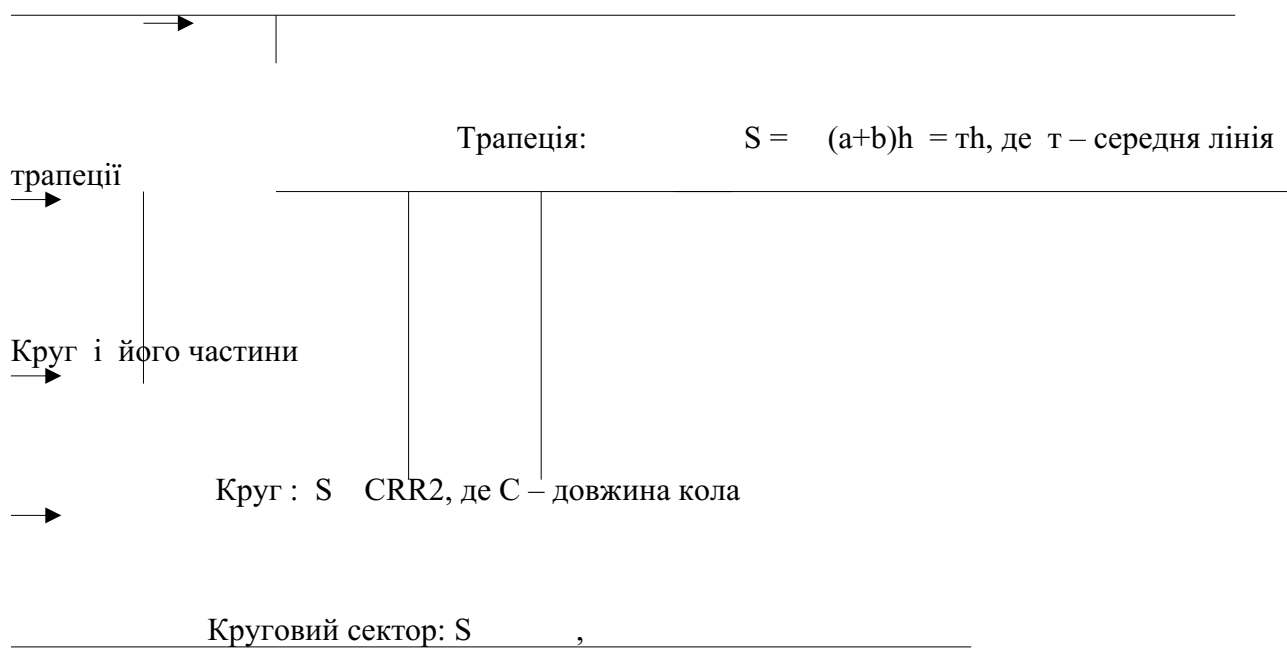 Трапеція: S = (a+b)h = тh, де т – середня лінія
трапеції
Круг і його частини
Круг : S CRR2, де С – довжина кола
Круговий сектор: S ,